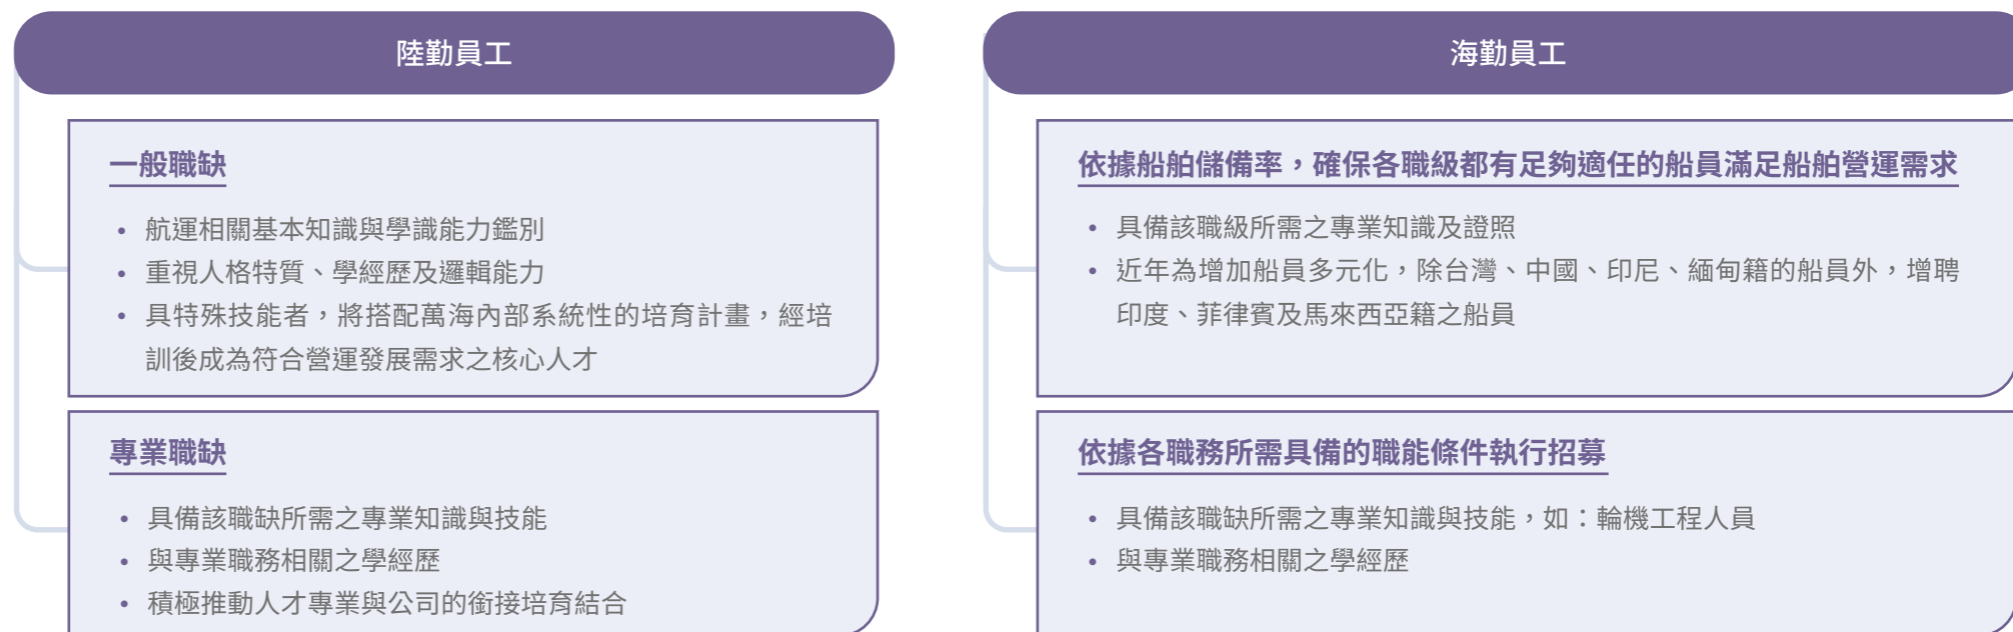 陸勤員工
一般職缺
• 航運相關基本知識與學識能力鑑別
• 重視人格特質、學經歷及邏輯能力
• 具特殊技能者，將搭配萬海內部系統性的培育計畫，經培
訓後成為符合營運發展需求之核心人才
專業職缺
• 具備該職缺所需之專業知識與技能
• 與專業職務相關之學經歷
• 積極推動人才專業與公司的銜接培育結合
海勤員工
依據船舶儲備率，確保各職級都有足夠適任的船員滿足船舶營運需求
• 具備該職級所需之專業知識及證照
• 近年為增加船員多元化，除台灣、中國、印尼、緬甸籍的船員外，增聘
印度、菲律賓及馬來西亞籍之船員
依據各職務所需具備的職能條件執行招募
• 具備該職缺所需之專業知識與技能，如：輪機工程人員
• 與專業職務相關之學經歷